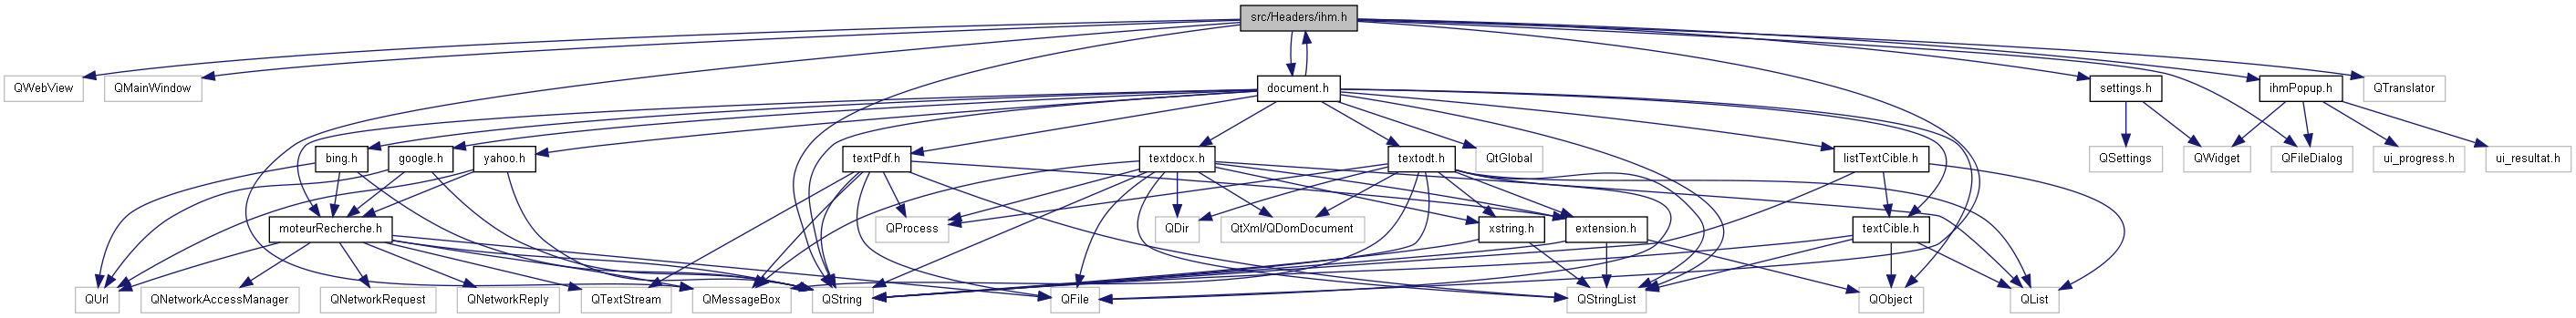 src/Headers/ihm.h
QWebView
QMainWindow
document.h
settings.h
ihmPopup.h
QTranslator
bing.h
google.h
yahoo.h
textPdf.h
textdocx.h
textodt.h
QtGlobal
listTextCible.h
QSettings
QWidget
QFileDialog
ui_progress.h
ui_resultat.h
moteurRecherche.h
QProcess
QDir
QtXml/QDomDocument
xstring.h
extension.h
textCible.h
QUrl
QNetworkAccessManager
QNetworkRequest
QNetworkReply
QTextStream
QMessageBox
QString
QFile
QStringList
QObject
QList